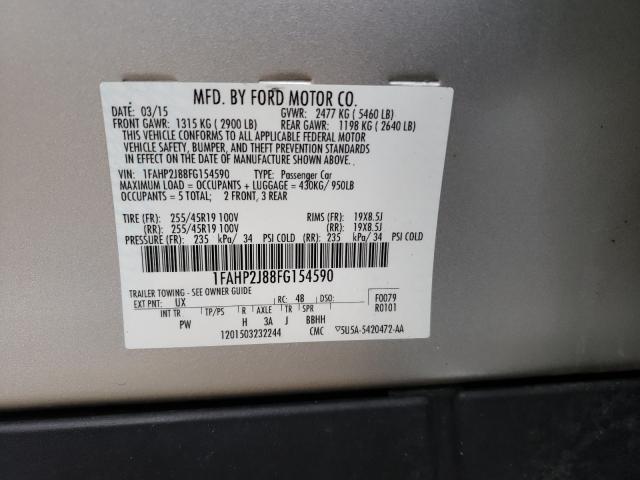 MFD. BY FORD MOTOR CO.
DATE: 03/15 GVWR: 2477 KG ( 5460 LB)
FRONT GAWR: 1315 KG ( 2900 LB) REAR GAWR: 1198 KG ( 2640 LB)
THIS VEHICLE CONFORMS TO ALL APPLICABLE FEDERAL MOTOR
VEHICLE SAFETY, BUMPER, AND THEFT PREVENTION STANDARDS
IN EFFECT ON THE DATE OF MANUFACTURE SHOWN ABOVE.
VIN: 1FAHP2J88FG154590 TYPE: Passenger Car
MAXIMUM LOAD = OCCUPANTS + LUGGAGE = 430KG/ 950LB
OCCUPANTS = 5 TOTAL; 2 FRONT, 3 REAR
TIRE (FR): 255/45R19 100V RIMS (FR): 19X8.5J
(RR): 255/45R19 100V (RR): 19X8.5J
PRESSURE (FR): 235 kPa/ 34 PSI COLD (RR): 235 kPa/ 34 PSI COLD
1FAHP2J88FG154590
TRAILER TOWING - SEE OWNER GUIDE
EXT PNT: UX RC: 48 DSO: F0079
INT TR TP/PS R AXLE TR SPR R0101
PW H 3A J BBHH
1201503232244 CMC ▽5U5A-5420472-AA